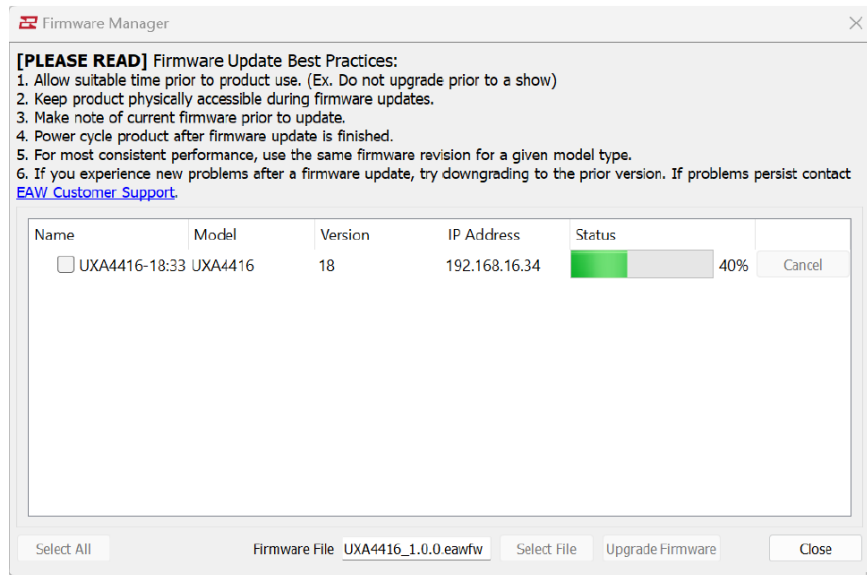 Firmware Manager
[PLEASE READ] Firmware Update Best Practices:
1. Allow suitable time prior to product use. (Ex. Do not upgrade prior to a show)
2. Keep product physically accessible during firmware updates.
3. Make note of current firmware prior to update.
4. Power cycle product after firmware update is finished.
5. For most consistent performance, use the same firmware revision for a given model type.
6. If you experience new problems after a firmware update, try downgrading to the prior version. If problems persist contact
EAW Customer Support.
Name Model Version IP Address Status
UXA4416-18:33 UXA4416 18 192.168.16.34 40% Cancel
Select All Firmware File UXA4416_1.0.0.eawfw Select File Upgrade Firmware Close